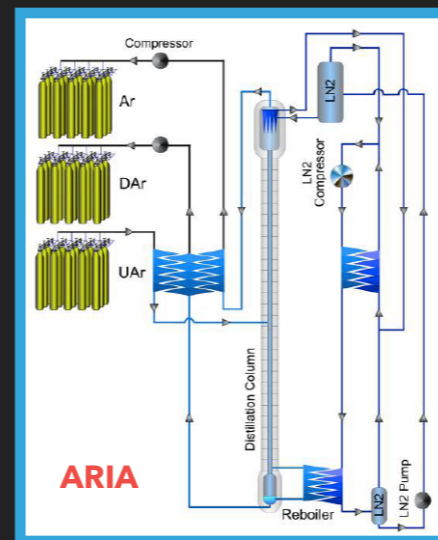 Compressor
Ar
DAr
UAr
LN2
LN2
Compressor
Distillation Column
ARIA
Reboiler
LN2
LN2 Pump